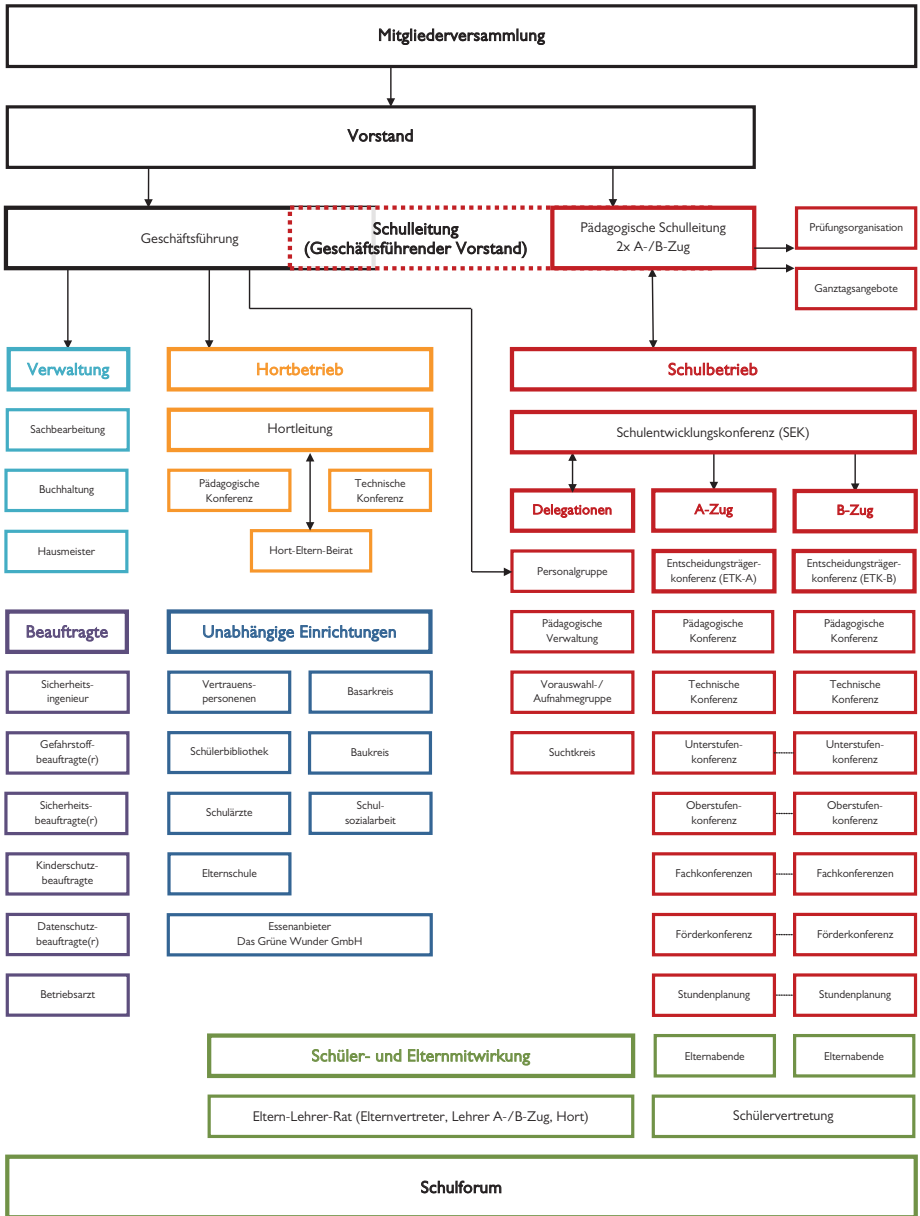 Mitgliederversammlung
Vorstand
Geschäftsführung
Schulleitung
(Geschäftsführender Vorstand)
Pädagogische Schulleitung
2x A-/B-Zug
Prüfungsorganisation
Ganztagsangebote
Verwaltung
Sachbearbeitung
Buchhaltung
Hausmeister
Hortbetrieb
Hortleitung
Pädagogische
Konferenz
Technische
Konferenz
Hort-Eltern-Beirat
Schulbetrieb
Schulentwicklungskonferenz (SEK)
Delegationen
Personalgruppe
Pädagogische
Verwaltung
Vorauswahl-/
Aufnahmegruppe
Suchtkreis
A-Zug
Entscheidungsträger-
konferenz (ETK-A)
Pädagogische
Konferenz
Technische
Konferenz
Unterstufen-
konferenz
Oberstufen-
konferenz
Fachkonferenzen
Förderkonferenz
Stundenplanung
B-Zug
Entscheidungsträger-
konferenz (ETK-B)
Pädagogische
Konferenz
Technische
Konferenz
Unterstufen-
konferenz
Oberstufen-
konferenz
Fachkonferenzen
Förderkonferenz
Stundenplanung
Beauftragte
Sicherheits-
ingenieur
Gefahrstoff-
beauftragte(r)
Sicherheits-
beauftragte(r)
Kinderschutz-
beauftragte
Datenschutz-
beauftragte(r)
Betriebsarzt
Unabhängige Einrichtungen
Vertrauens-
personenen
Basarkreis
Schülerbibliothek
Baukreis
Schulärzte
Schul-
sozialarbeit
Elternschule
Essenanbieter
Das Grüne Wunder GmbH
Schüler- und Elternmitwirkung
Elternabende
Elternabende
Eltern-Lehrer-Rat (Elternvertreter, Lehrer A-/B-Zug, Hort)
Schülervertretung
Schulforum